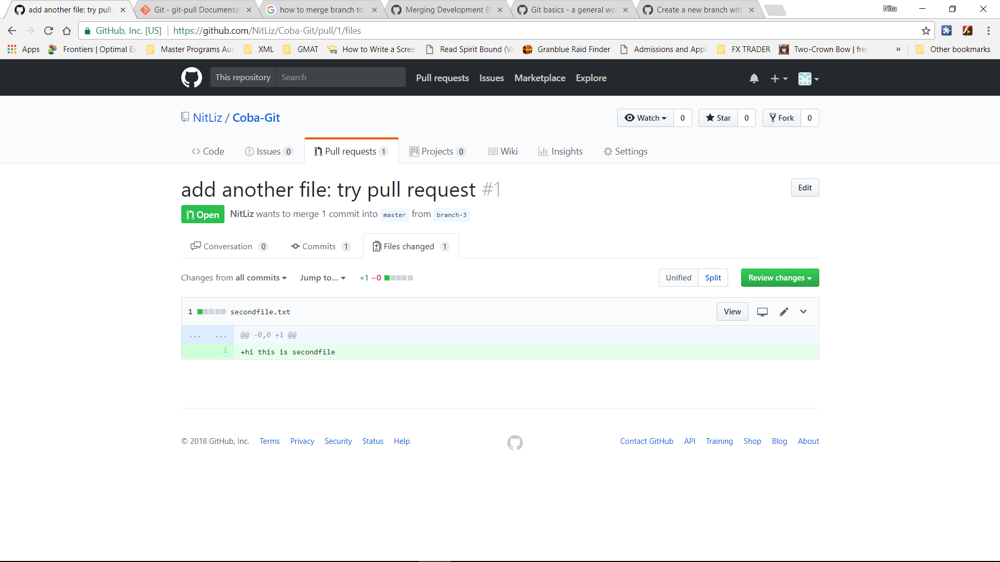 add another file: try pull
Git - git-pull Documenta
how to merge branch to
Merging Development B
Git basics - a general wo
Create a new branch with
Nita
GitHub, Inc. [US]
https://github.com/NitLiz/Coba-Git/pull/1/files
Apps
Frontiers | Optimal Ex
Master Programs Aus
XML
GMAT
How to Write a Scree
Read Spirit Bound (Va
Granblue Raid Finder
Admissions and Appli
FX TRADER
Two-Crown Bow | freu
»
Other bookmarks
This repository
Search
Pull requests
Issues
Marketplace
Explore
NitLiz / Coba-Git
Watch 0
Star 0
Fork 0
Code
Issues 0
Pull requests 1
Projects 0
Wiki
Insights
Settings
add another file: try pull request #1
Edit
Open
NitLiz wants to merge 1 commit into master from branch-3
Conversation 0
Commits 1
Files changed 1
Changes from all commits
Jump to...
+1 −0
Unified
Split
Review changes
1 secondfile.txt
View
... ... @@ -0,0 +1 @@
1 +hi this is secondfile
© 2018 GitHub, Inc.
Terms
Privacy
Security
Status
Help
Contact GitHub
API
Training
Shop
Blog
About